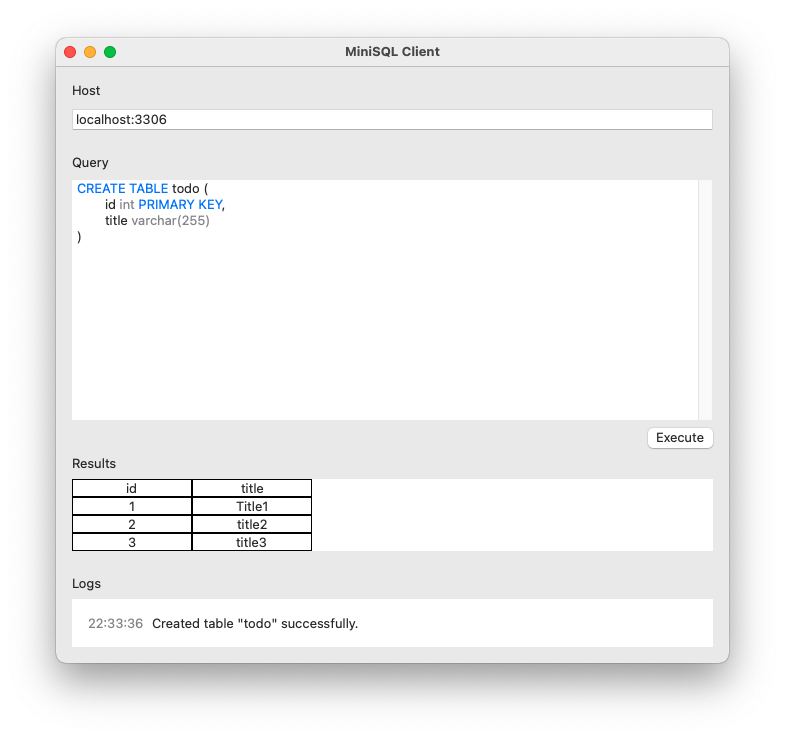 MiniSQL Client
Host
localhost:3306
Query
CREATE TABLE todo (
id int PRIMARY KEY,
title varchar(255)
)
Execute
Results
id title
1 Title1
2 title2
3 title3
Logs
22:33:36 Created table "todo" successfully.